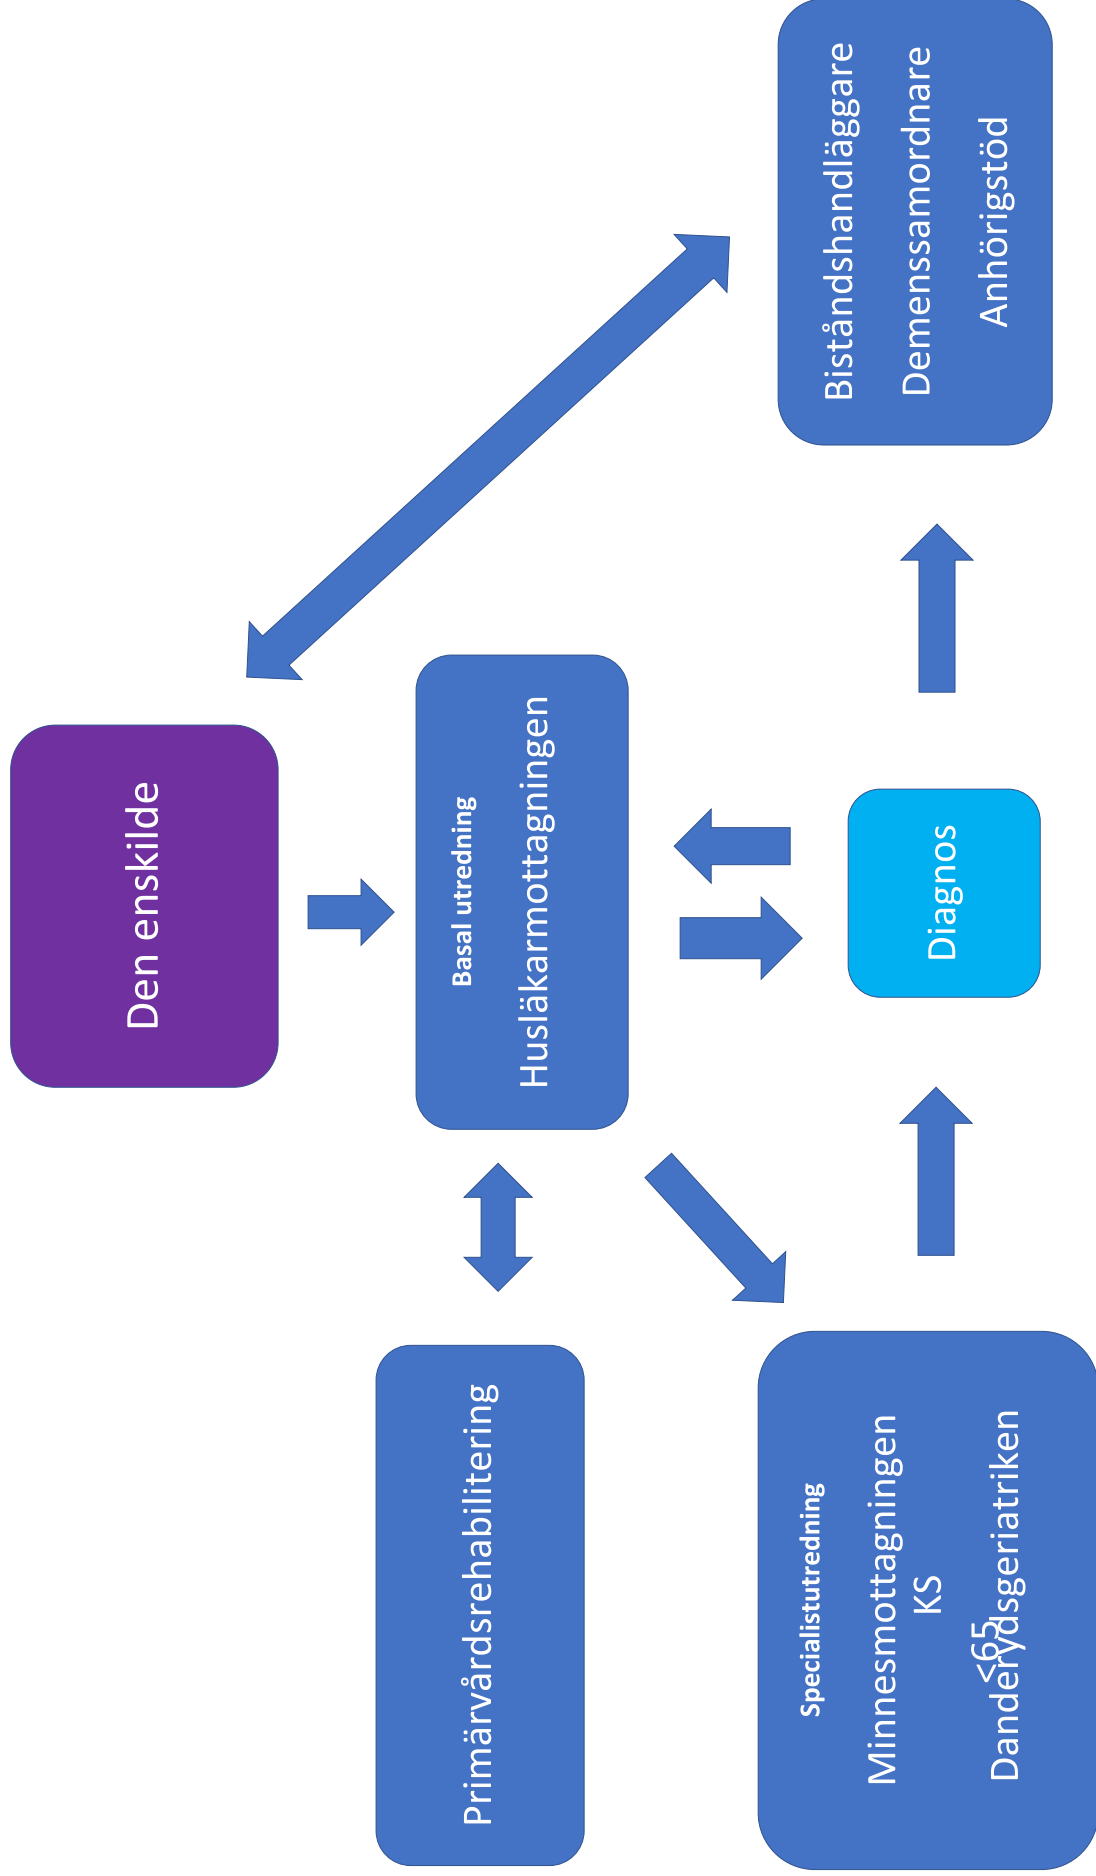 Den enskilde
Primärvårdsrehabilitering
Basal utredning
Husläkarmottagningen
Specialistutredning
Minnesmottagningen
KS
<65
Danderydsgeriatriken
Diagnos
Biståndshandläggare
Demenssamordnare
Anhörigstöd